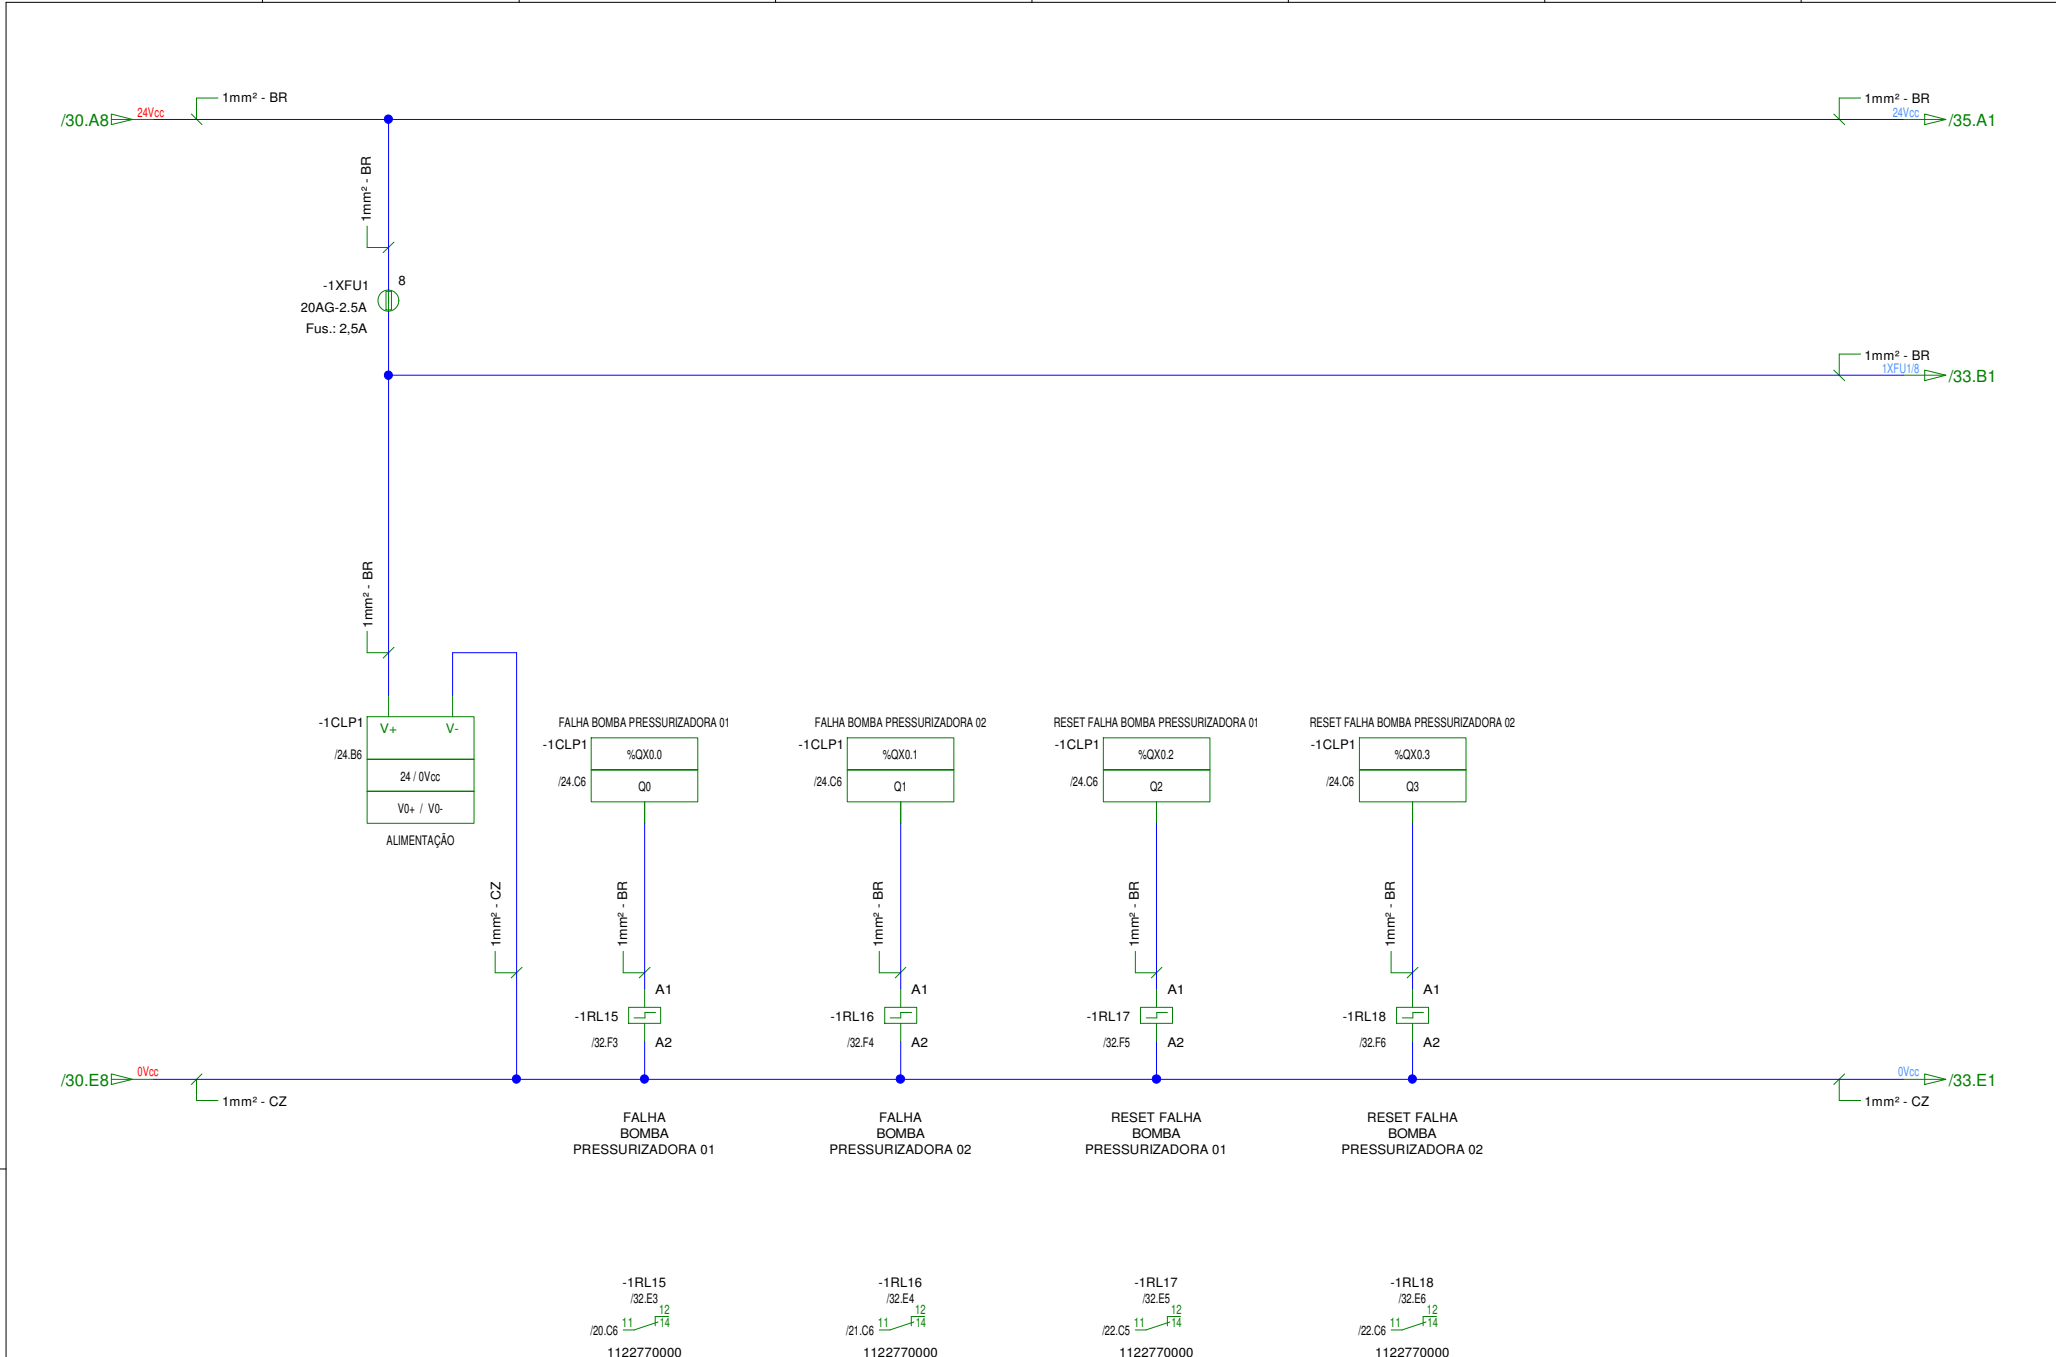 1mm² - BR
1mm² - BR
/30.A8
24Vcc
24Vcc
/35.A1
1mm² - BR
-1XFU1
8
20AG-2.5A
Fus.: 2,5A
1mm² - BR
1XFU1/8
/33.B1
1mm² - BR
-1CLP1
V+
V-
/24.B6
24 / 0Vcc
V0+ / V0-
ALIMENTAÇÃO
FALHA BOMBA PRESSURIZADORA 01
-1CLP1
%QX0.0
/24.C6
Q0
FALHA BOMBA PRESSURIZADORA 02
-1CLP1
%QX0.1
/24.C6
Q1
RESET FALHA BOMBA PRESSURIZADORA 01
-1CLP1
%QX0.2
/24.C6
Q2
RESET FALHA BOMBA PRESSURIZADORA 02
-1CLP1
%QX0.3
/24.C6
Q3
1mm² - CZ
1mm² - BR
1mm² - BR
1mm² - BR
1mm² - BR
A1
-1RL15
/32.F3
A2
A1
-1RL16
/32.F4
A2
A1
-1RL17
/32.F5
A2
A1
-1RL18
/32.F6
A2
/30.E8
0Vcc
0Vcc
/33.E1
1mm² - CZ
1mm² - CZ
FALHA
BOMBA
PRESSURIZADORA 01
FALHA
BOMBA
PRESSURIZADORA 02
RESET FALHA
BOMBA
PRESSURIZADORA 01
RESET FALHA
BOMBA
PRESSURIZADORA 02
-1RL15
/32.E3
12
11
14
/20.C6
1122770000
-1RL16
/32.E4
12
11
14
/21.C6
1122770000
-1RL17
/32.E5
12
11
14
/22.C5
1122770000
-1RL18
/32.E6
12
11
14
/22.C6
1122770000